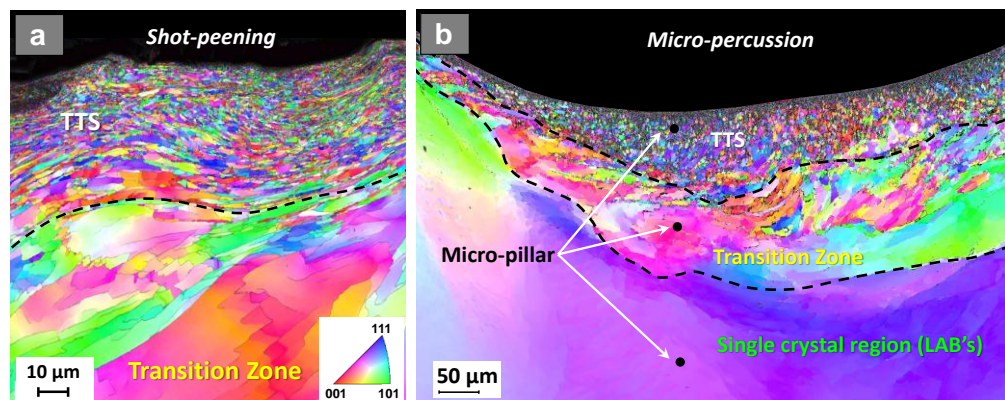 a
Shot-peening
TTS
Transition Zone
10 µm
111
001
101
b
Micro-percussion
TTS
Micro-pillar
Transition Zone
Single crystal region (LAB's)
50 µm